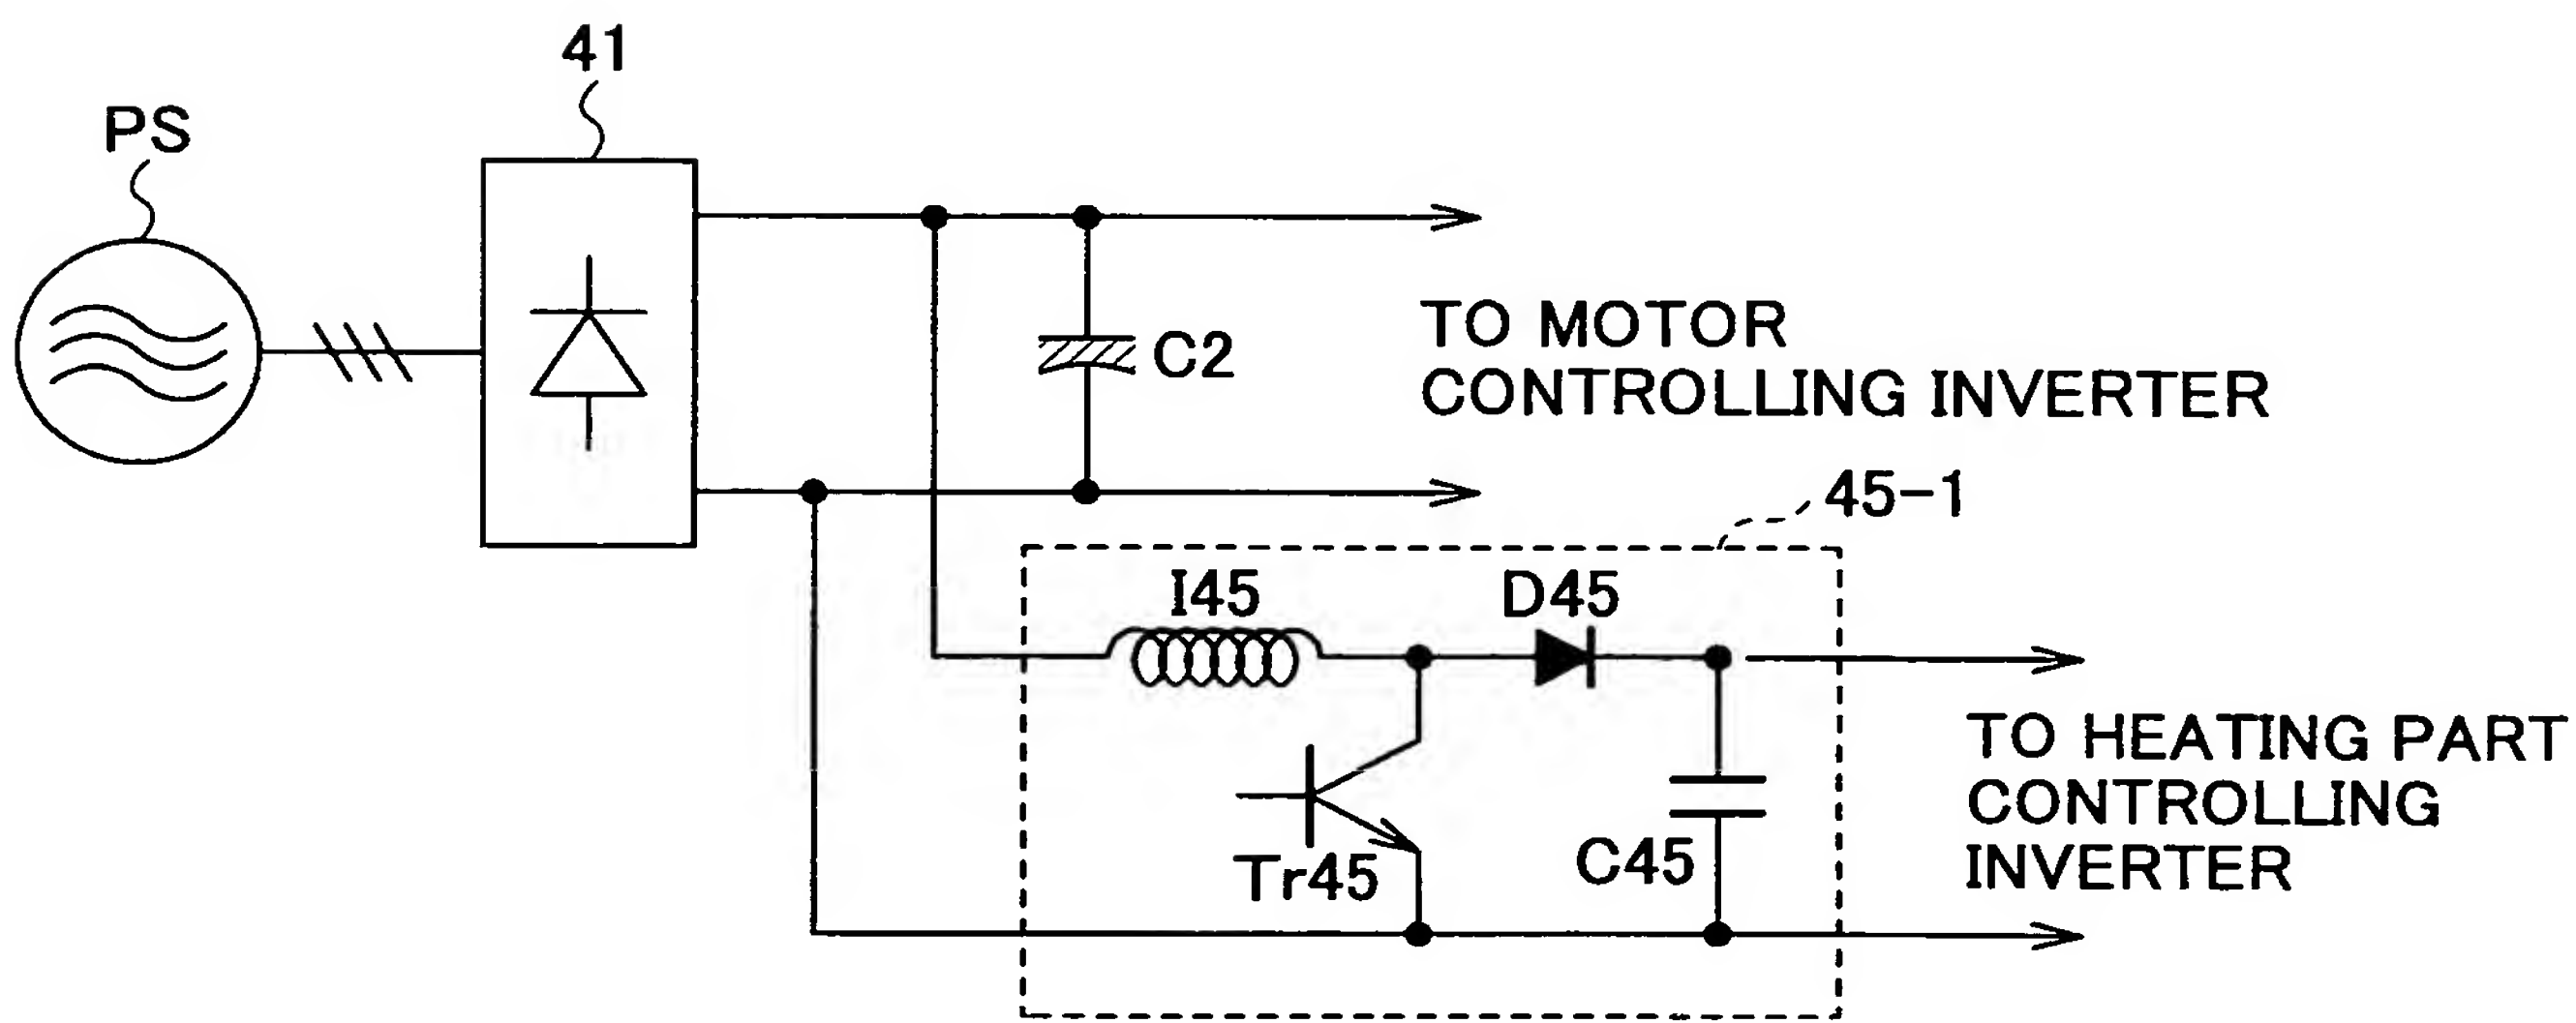 41
PS
C2
TO MOTOR
CONTROLLING INVERTER
45-1
I45
D45
TO HEATING PART
CONTROLLING
INVERTER
Tr45
C45